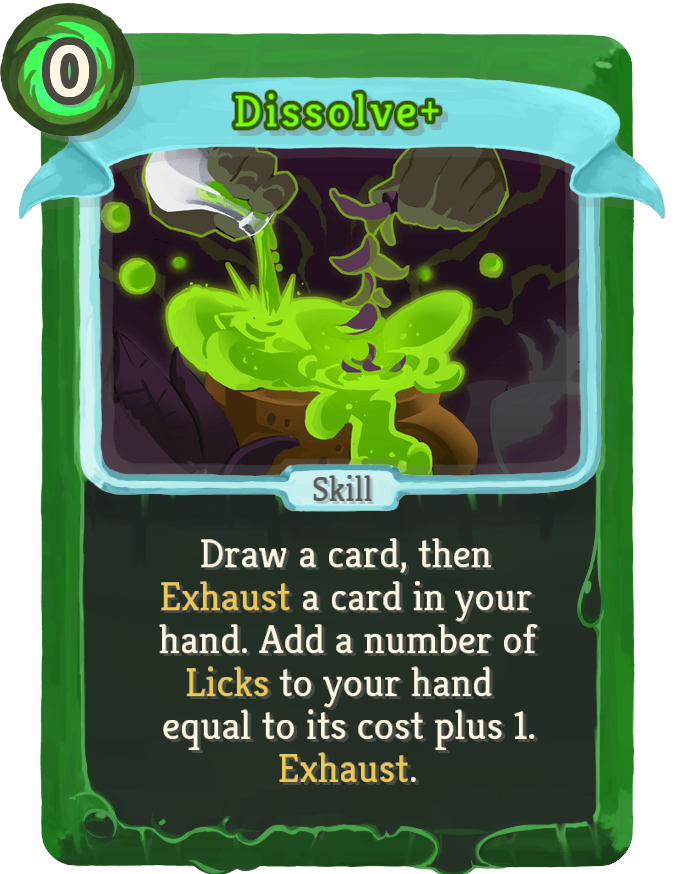 0
Dissolve+
Skill
Draw a card, then
Exhaust a card in your
hand. Add a number of
Licks to your hand
equal to its cost plus 1.
Exhaust.